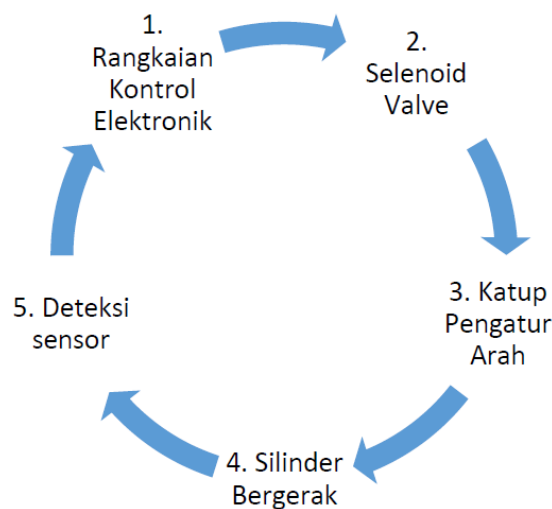 1.
Rangkaian
Kontrol
Elektronik
2.
Selenoid
Valve
3. Katup
Pengatur
Arah
4. Silinder
Bergerak
5. Deteksi
sensor